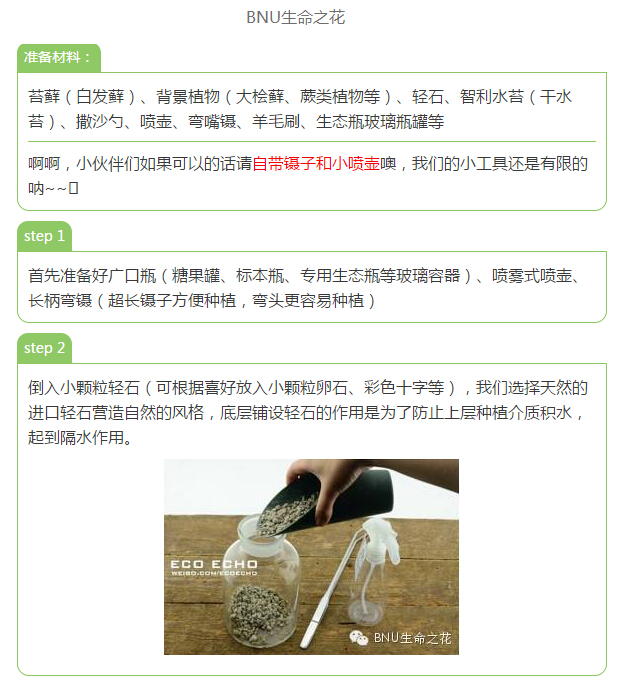 BNU生命之花
准备材料：
苔藓（白发藓）、背景植物（大桧藓、蕨类植物等）、轻石、智利水苔（干水
苔）、撒沙勺、喷壶、弯嘴镊、羊毛刷、生态瓶玻璃瓶罐等
啊啊，小伙伴们如果可以的话请自带镊子和小喷壶噢，我们的小工具还是有限的
呐~~
step 1
首先准备好广口瓶（糖果罐、标本瓶、专用生态瓶等玻璃容器）、喷雾式喷壶、
长柄弯镊（超长镊子方便种植，弯头更容易种植）
step 2
倒入小颗粒轻石（可根据喜好放入小颗粒卵石、彩色十字等），我们选择天然的
进口轻石营造自然的风格，底层铺设轻石的作用是为了防止上层种植介质积水，
起到隔水作用。
ECO ECHO
WEIBO.COM/ECOECHO
BNU生命之花